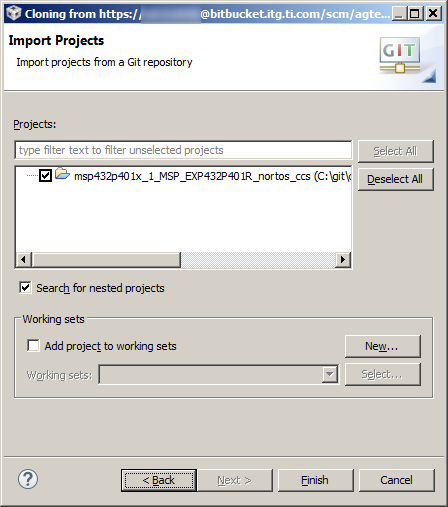 Cloning from https:// @bitbucket.itg.ti.com/scm/agte...
Import Projects
Import projects from a Git repository
GIT
Projects:
type filter text to filter unselected projects
Select All
msp432p401x_1_MSP_EXP432P401R_nortos_ccs (C:\git\
Deselect All
Search for nested projects
Working sets
Add project to working sets
New...
Working sets:
Select...
?
< Back
Next >
Finish
Cancel